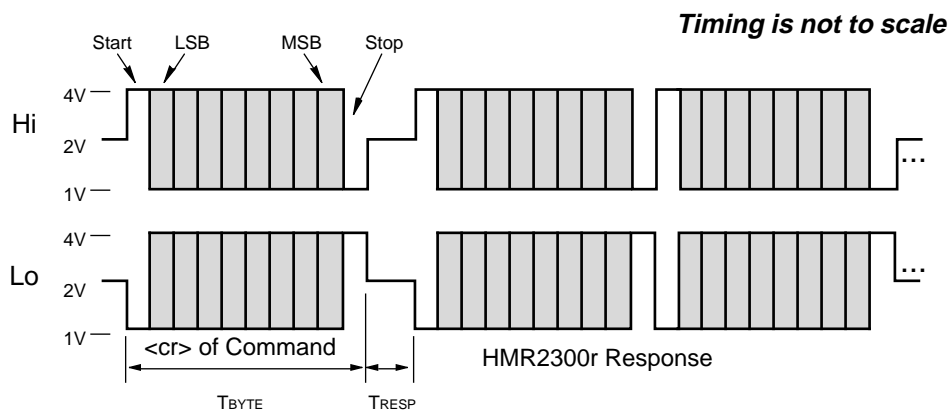 Timing is not to scale
Start LSB MSB Stop
4V
Hi
2V
...
1V
4V
Lo
2V
...
1V
<cr> of Command
HMR2300r Response
TBYTE TRESP